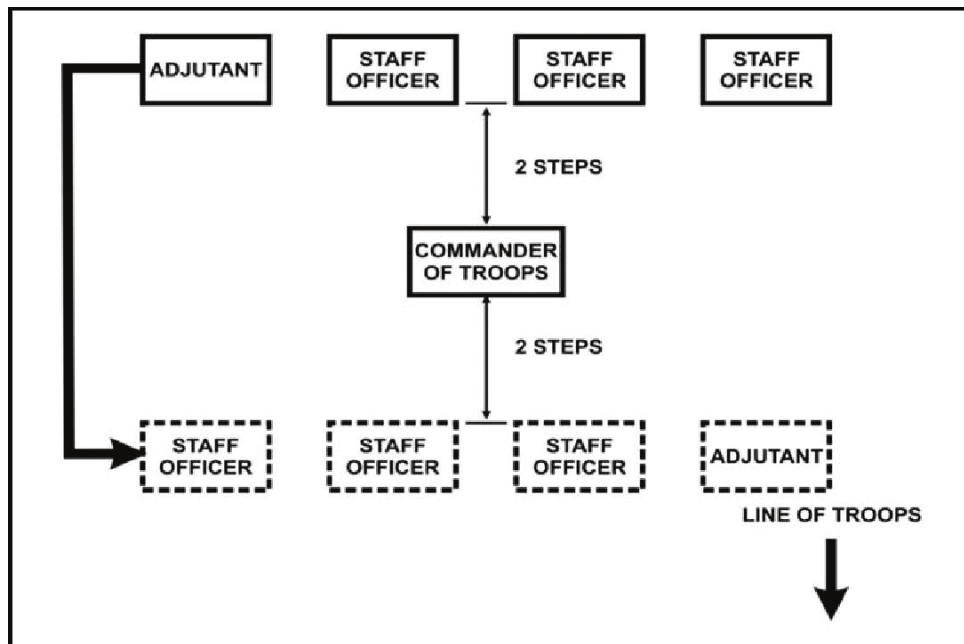 ADJUTANT
STAFF
OFFICER
STAFF
OFFICER
STAFF
OFFICER
2 STEPS
COMMANDER
OF TROOPS
2 STEPS
STAFF
OFFICER
STAFF
OFFICER
STAFF
OFFICER
ADJUTANT
LINE OF TROOPS